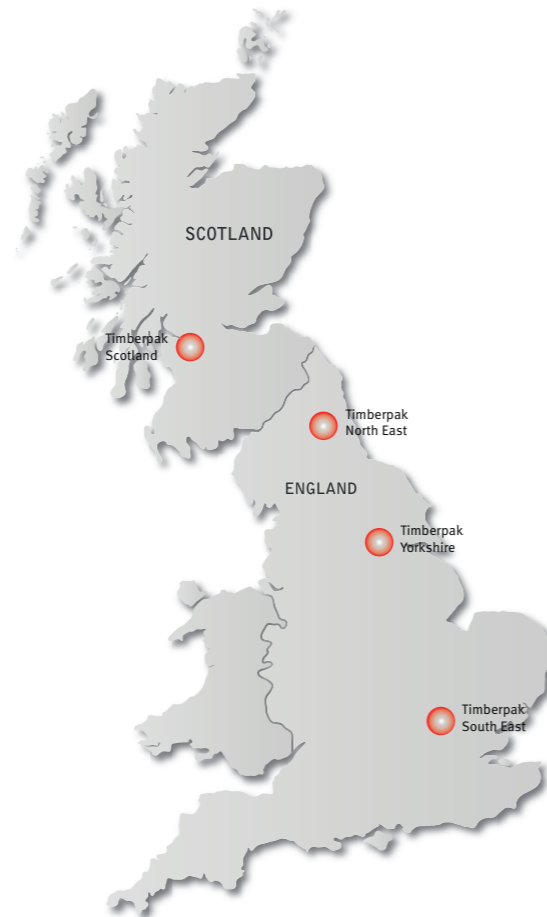 SCOTLAND
Timberpak
Scotland
Timberpak
North East
ENGLAND
Timberpak
Yorkshire
Timberpak
South East